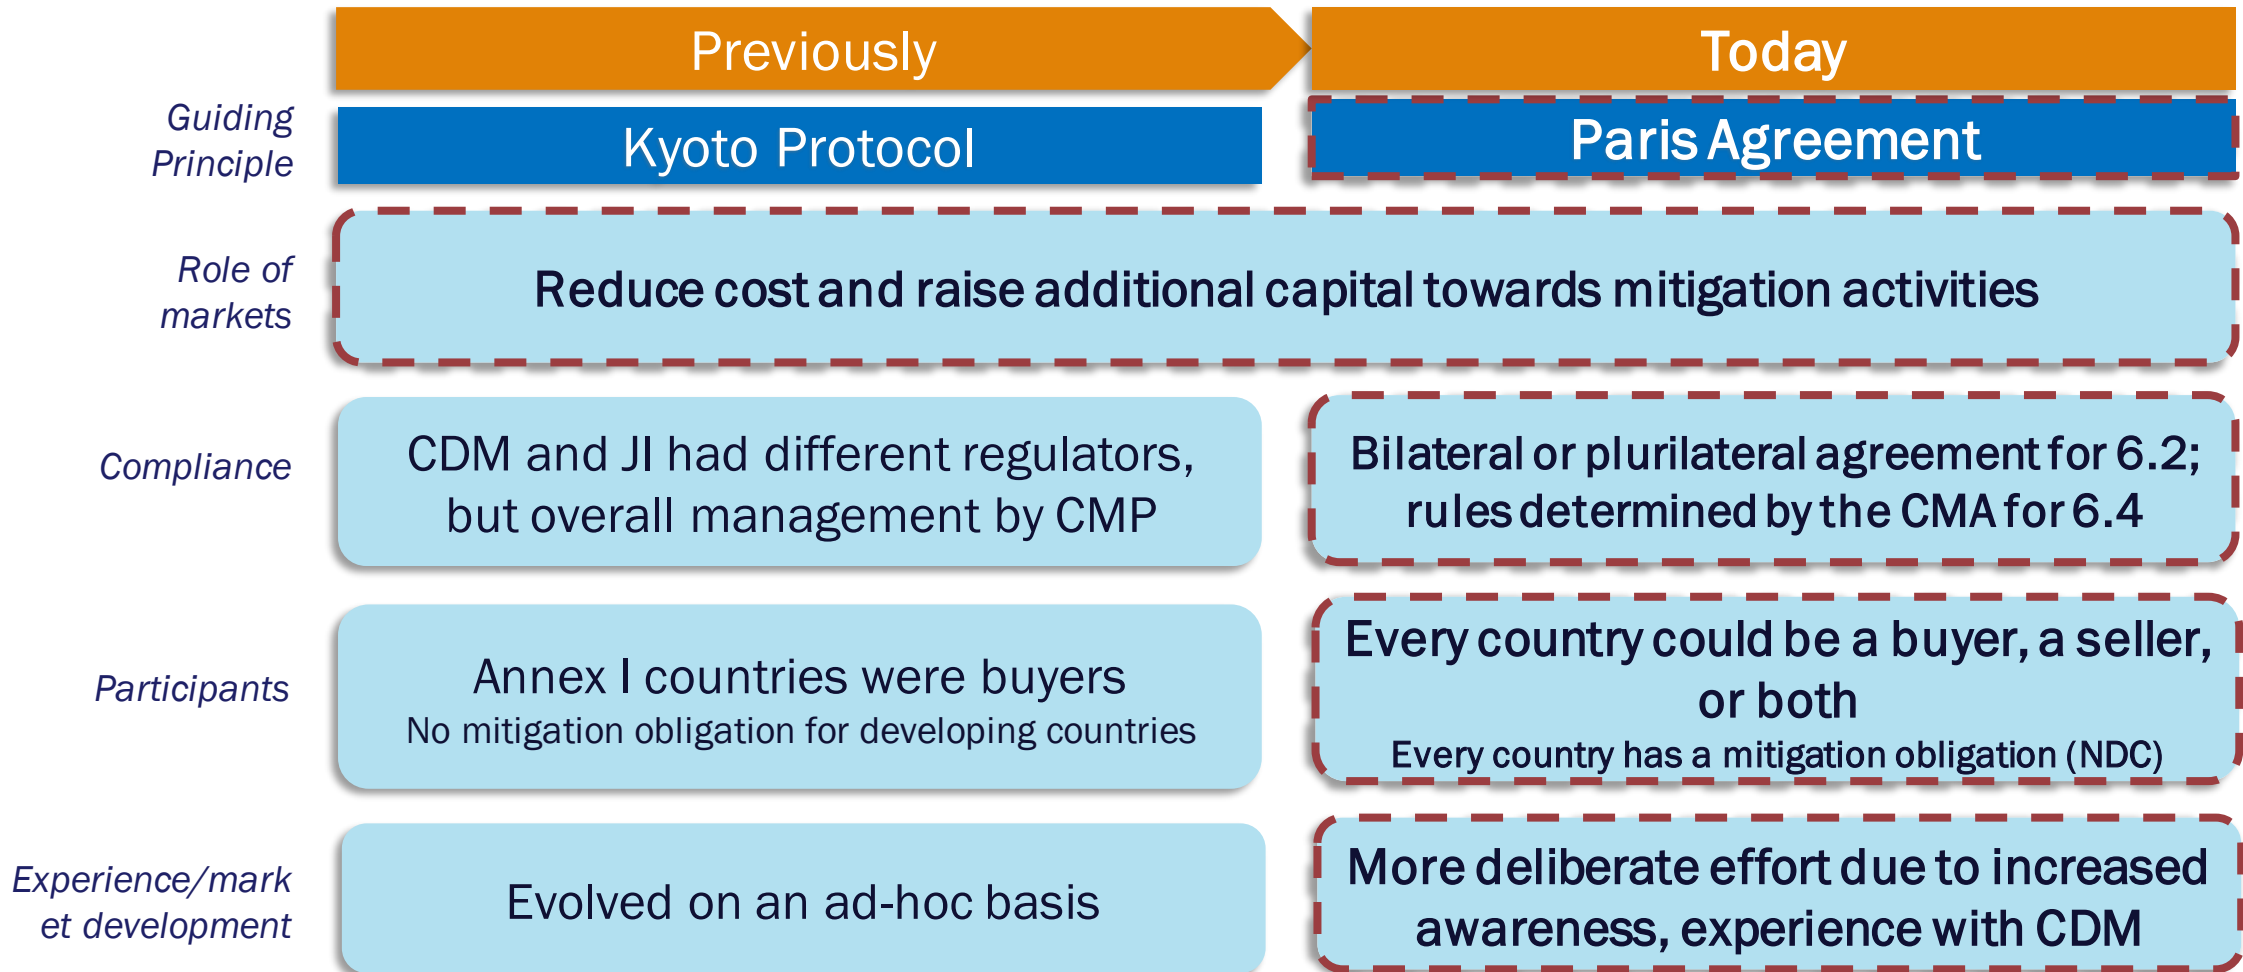 Previously
Today
Guiding
Principle
Kyoto Protocol
Paris Agreement
Role of
markets
Reduce cost and raise additional capital towards mitigation activities
Compliance
CDM and JI had different regulators,
but overall management by CMP
Bilateral or plurilateral agreement for 6.2;
rules determined by the CMA for 6.4
Participants
Annex I countries were buyers
No mitigation obligation for developing countries
Every country could be a buyer, a seller,
or both
Every country has a mitigation obligation (NDC)
Experience/mark
et development
Evolved on an ad-hoc basis
More deliberate effort due to increased
awareness, experience with CDM